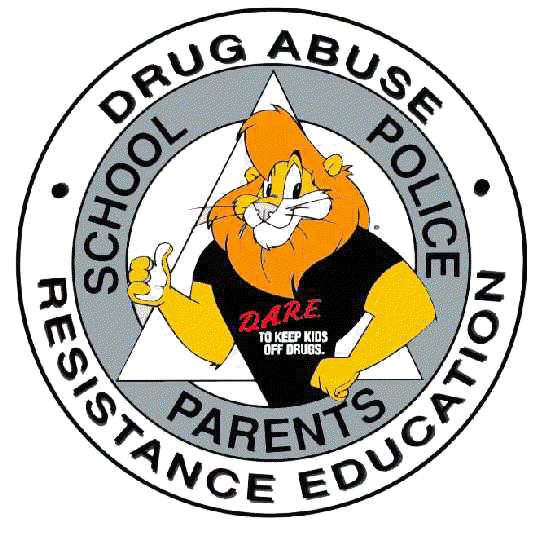 DRUG ABUSE
SCHOOL
POLICE
D.A.R.E.
TO KEEP KIDS
OFF DRUGS.
PARENTS
RESISTANCE EDUCATION